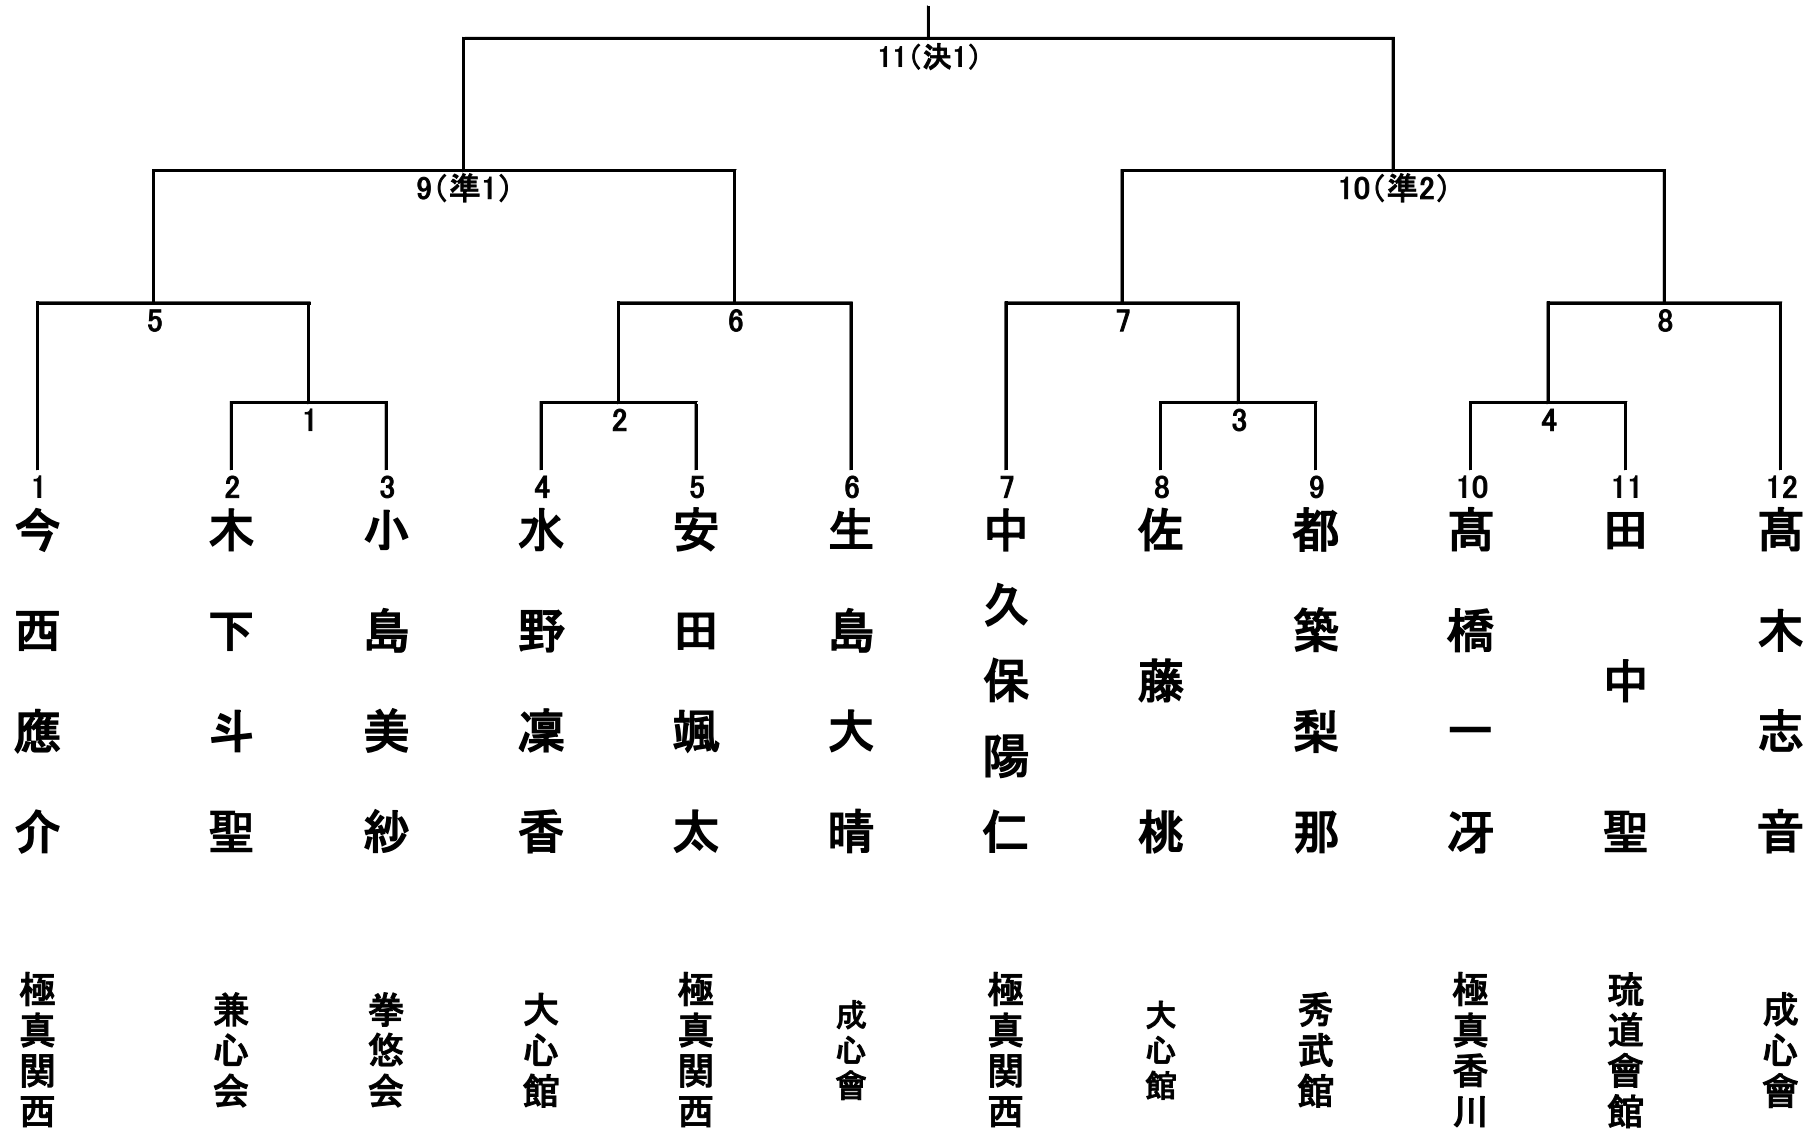 11(決1)
9(準1)
10(準2)
5
6
7
8
1
2
3
4
1
今西應介
極真関西
2
木下斗聖
兼心会
3
小島美紗
拳悠会
4
水野凜香
大心館
5
安田颯太
極真関西
6
生島大晴
成心會
7
中久保陽仁
極真関西
8
佐藤桃
大心館
9
都築梨那
秀武館
10
髙橋一冴
極真香川
11
田中聖
琉道會館
12
髙木志音
成心會